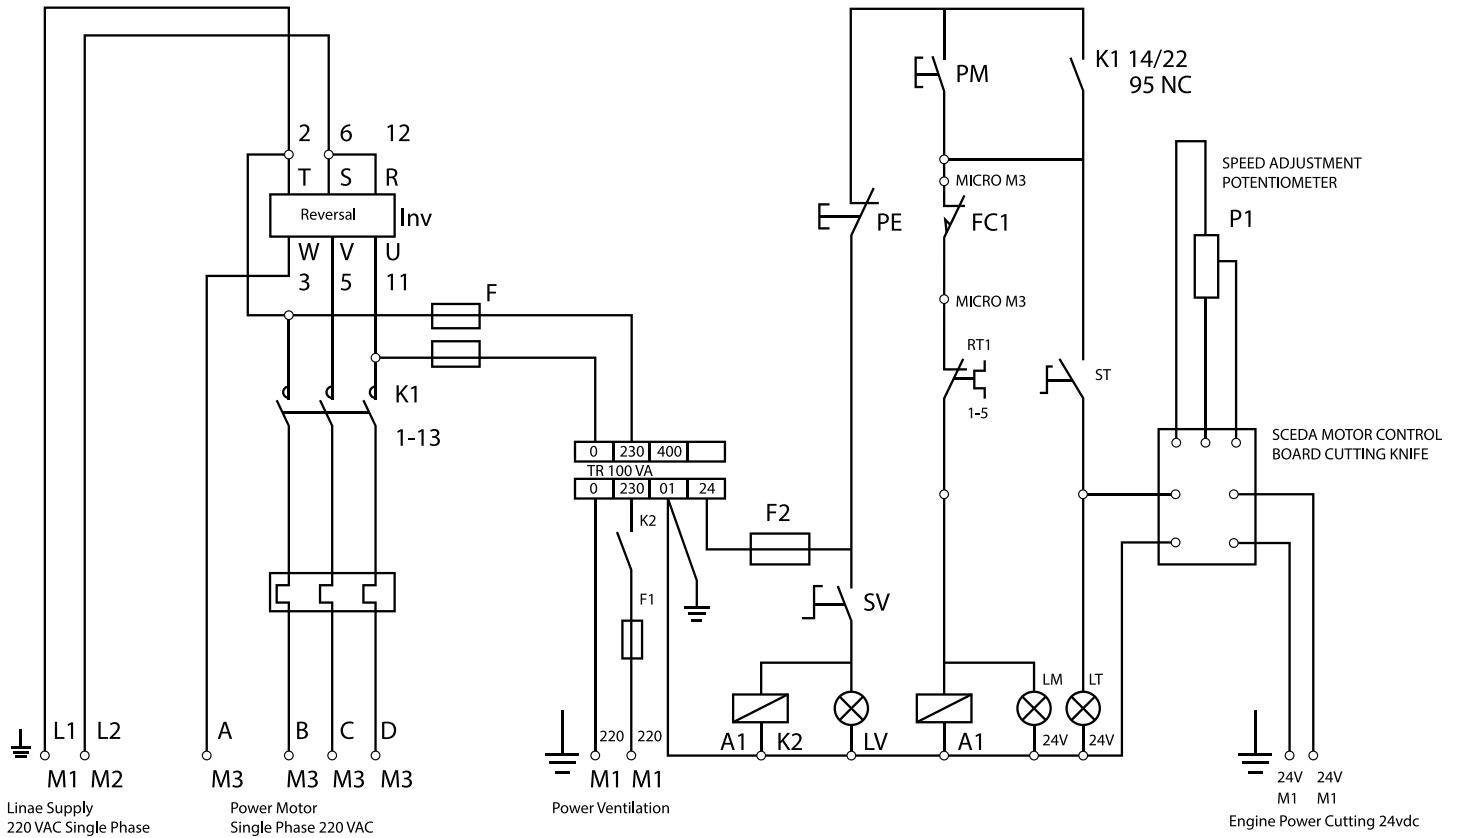 PM
K1 14/22
95 NC
2 6 12
T S R
Reversal
Inv
W V U
3 5 11
MICRO M3
SPEED ADJUSTMENT
POTENTIOMETER
P1
PE
FC1
F
MICRO M3
RT1
1-5
ST
K1
1-13
SCEDA MOTOR CONTROL
BOARD CUTTING KNIFE
0 230 400
TR 100 VA
0 230 01 24
K2
F2
F1
SV
LM
LT
L1 L2
A B C D
220 220
A1 K2
LV
A1
24V
24V
M1 M2
M3 M3 M3 M3
M1 M1
24V 24V
M1 M1
Linae Supply
220 VAC Single Phase
Power Motor
Single Phase 220 VAC
Power Ventilation
Engine Power Cutting 24vdc